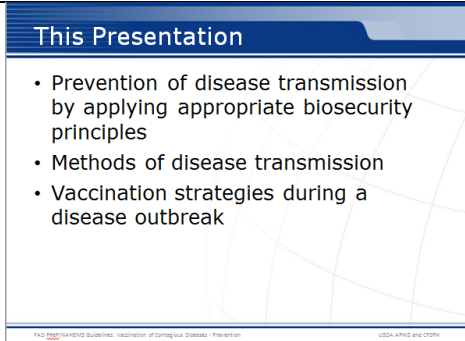 This Presentation
• Prevention of disease transmission
by applying appropriate biosecurity
principles
• Methods of disease transmission
• Vaccination strategies during a
disease outbreak
FAD PReP/NAHEMS Guidelines, Vaccination of Contagious Diseases - Prevention
USDA APHIS and CFSPH